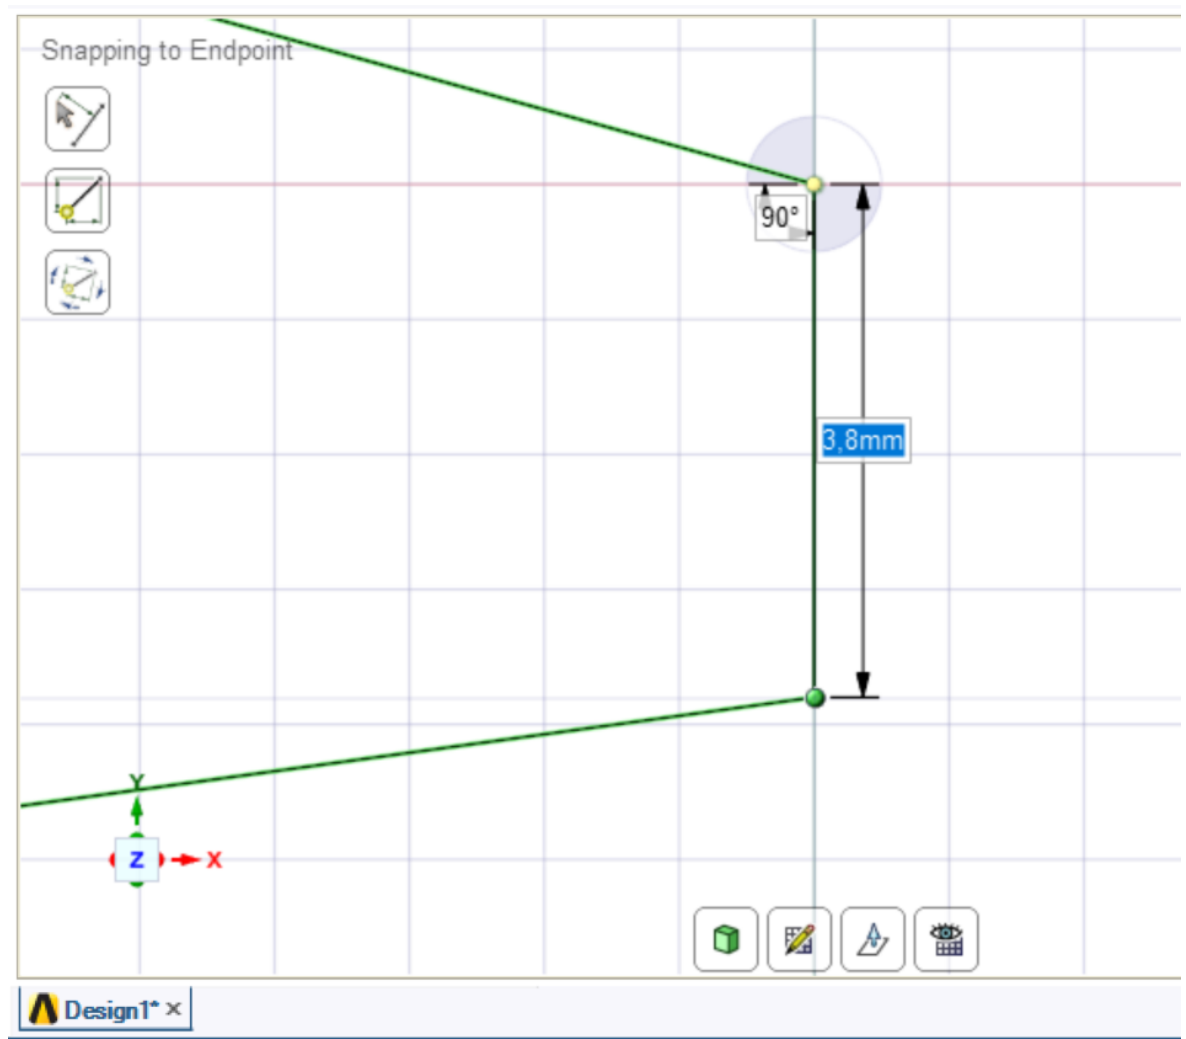 Snapping to Endpoint
90°
3,8mm
Y
Z
X
Design1*